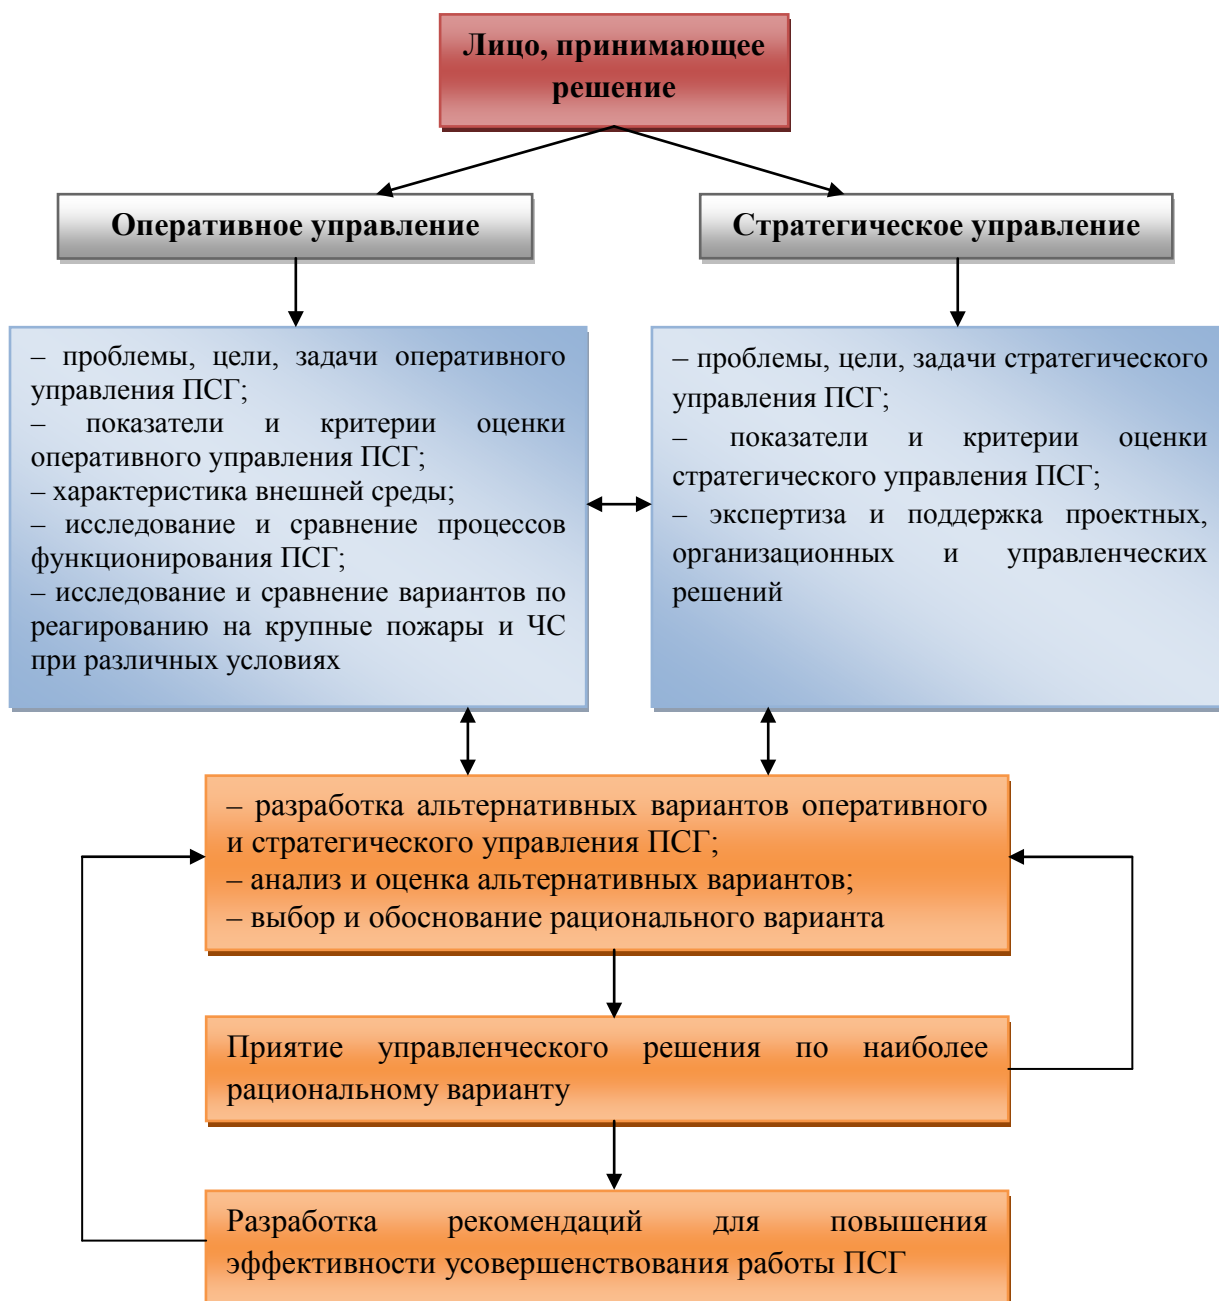 Лицо, принимающее
решение
Оперативное управление
Стратегическое управление
– проблемы, цели, задачи оперативного
управления ПСГ;
– показатели и критерии оценки
оперативного управления ПСГ;
– характеристика внешней среды;
– исследование и сравнение процессов
функционирования ПСГ;
– исследование и сравнение вариантов по
реагированию на крупные пожары и ЧС
при различных условиях
– проблемы, цели, задачи стратегического
управления ПСГ;
– показатели и критерии оценки
стратегического управления ПСГ;
– экспертиза и поддержка проектных,
организационных и управленческих
решений
– разработка альтернативных вариантов оперативного
и стратегического управления ПСГ;
– анализ и оценка альтернативных вариантов;
– выбор и обоснование рационального варианта
Приятие управленческого решения по наиболее
рациональному варианту
Разработка рекомендаций для повышения
эффективности усовершенствования работы ПСГ